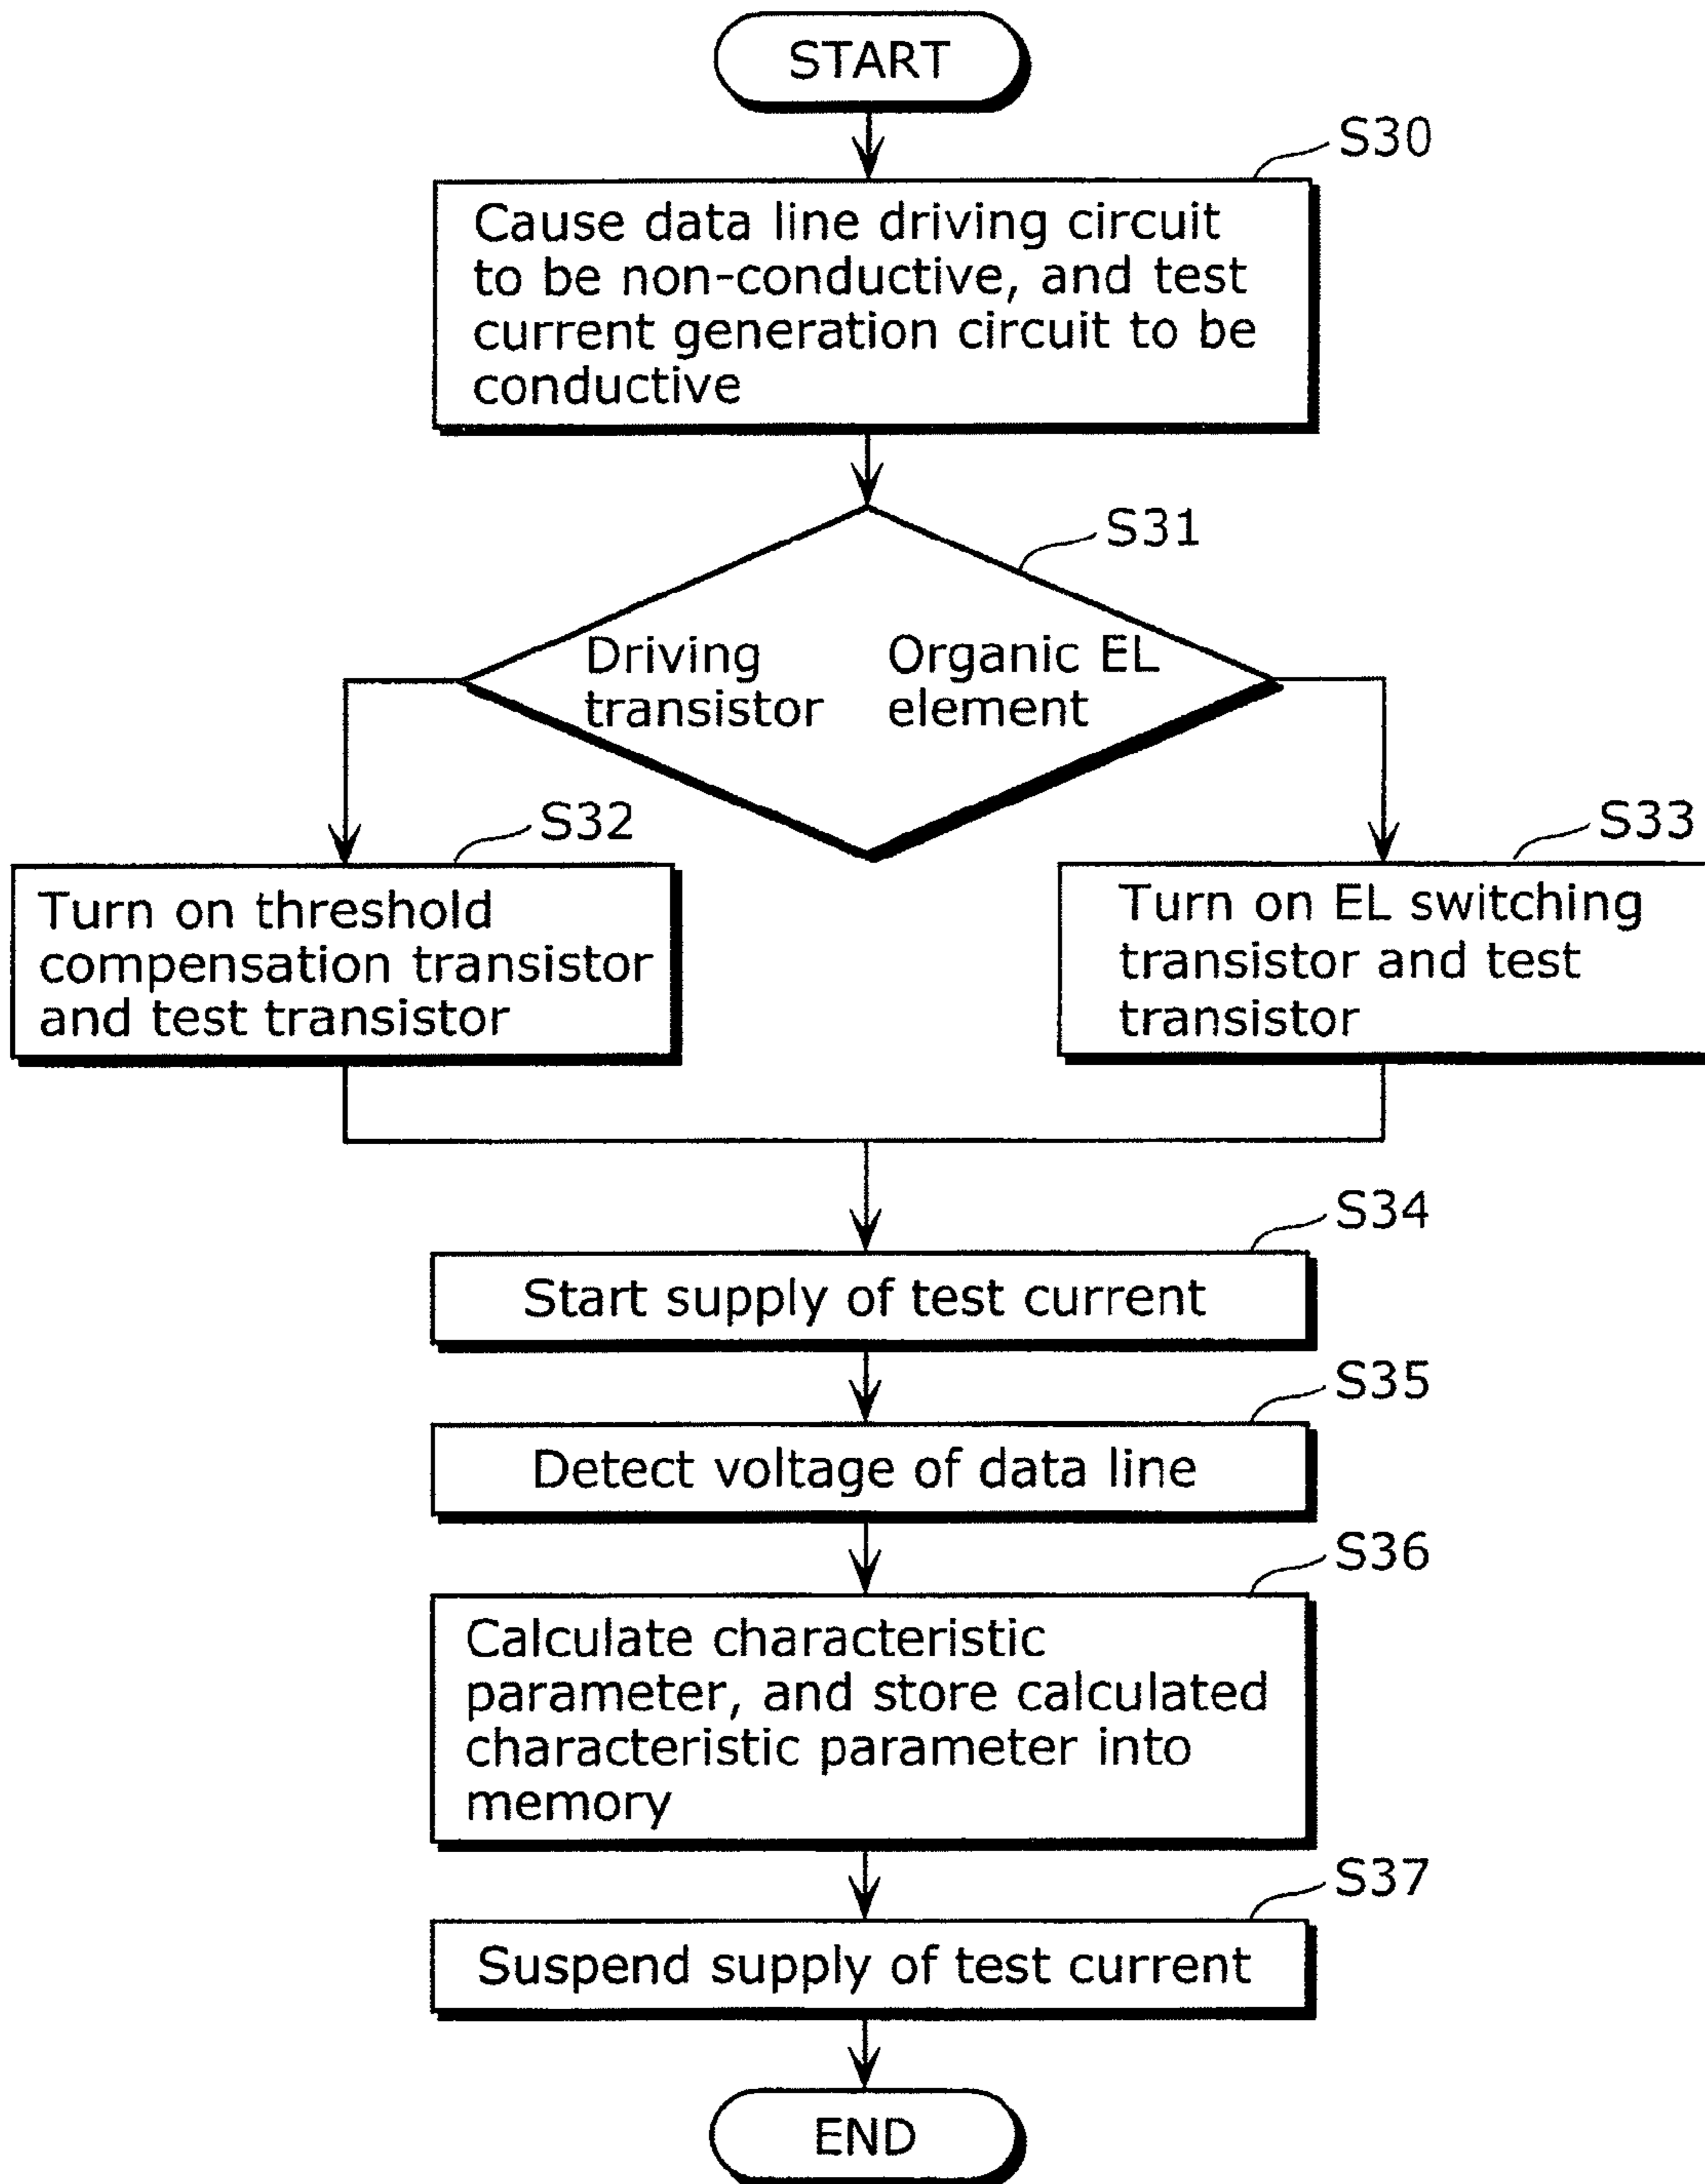 START
S30
Cause data line driving circuit
to be non-conductive, and test
current generation circuit to be
conductive
S31
Driving
transistor
Organic EL
element
S32
Turn on threshold
compensation transistor
and test transistor
S33
Turn on EL switching
transistor and test
transistor
S34
Start supply of test current
S35
Detect voltage of data line
S36
Calculate characteristic
parameter, and store calculated
characteristic parameter into
memory
S37
Suspend supply of test current
END